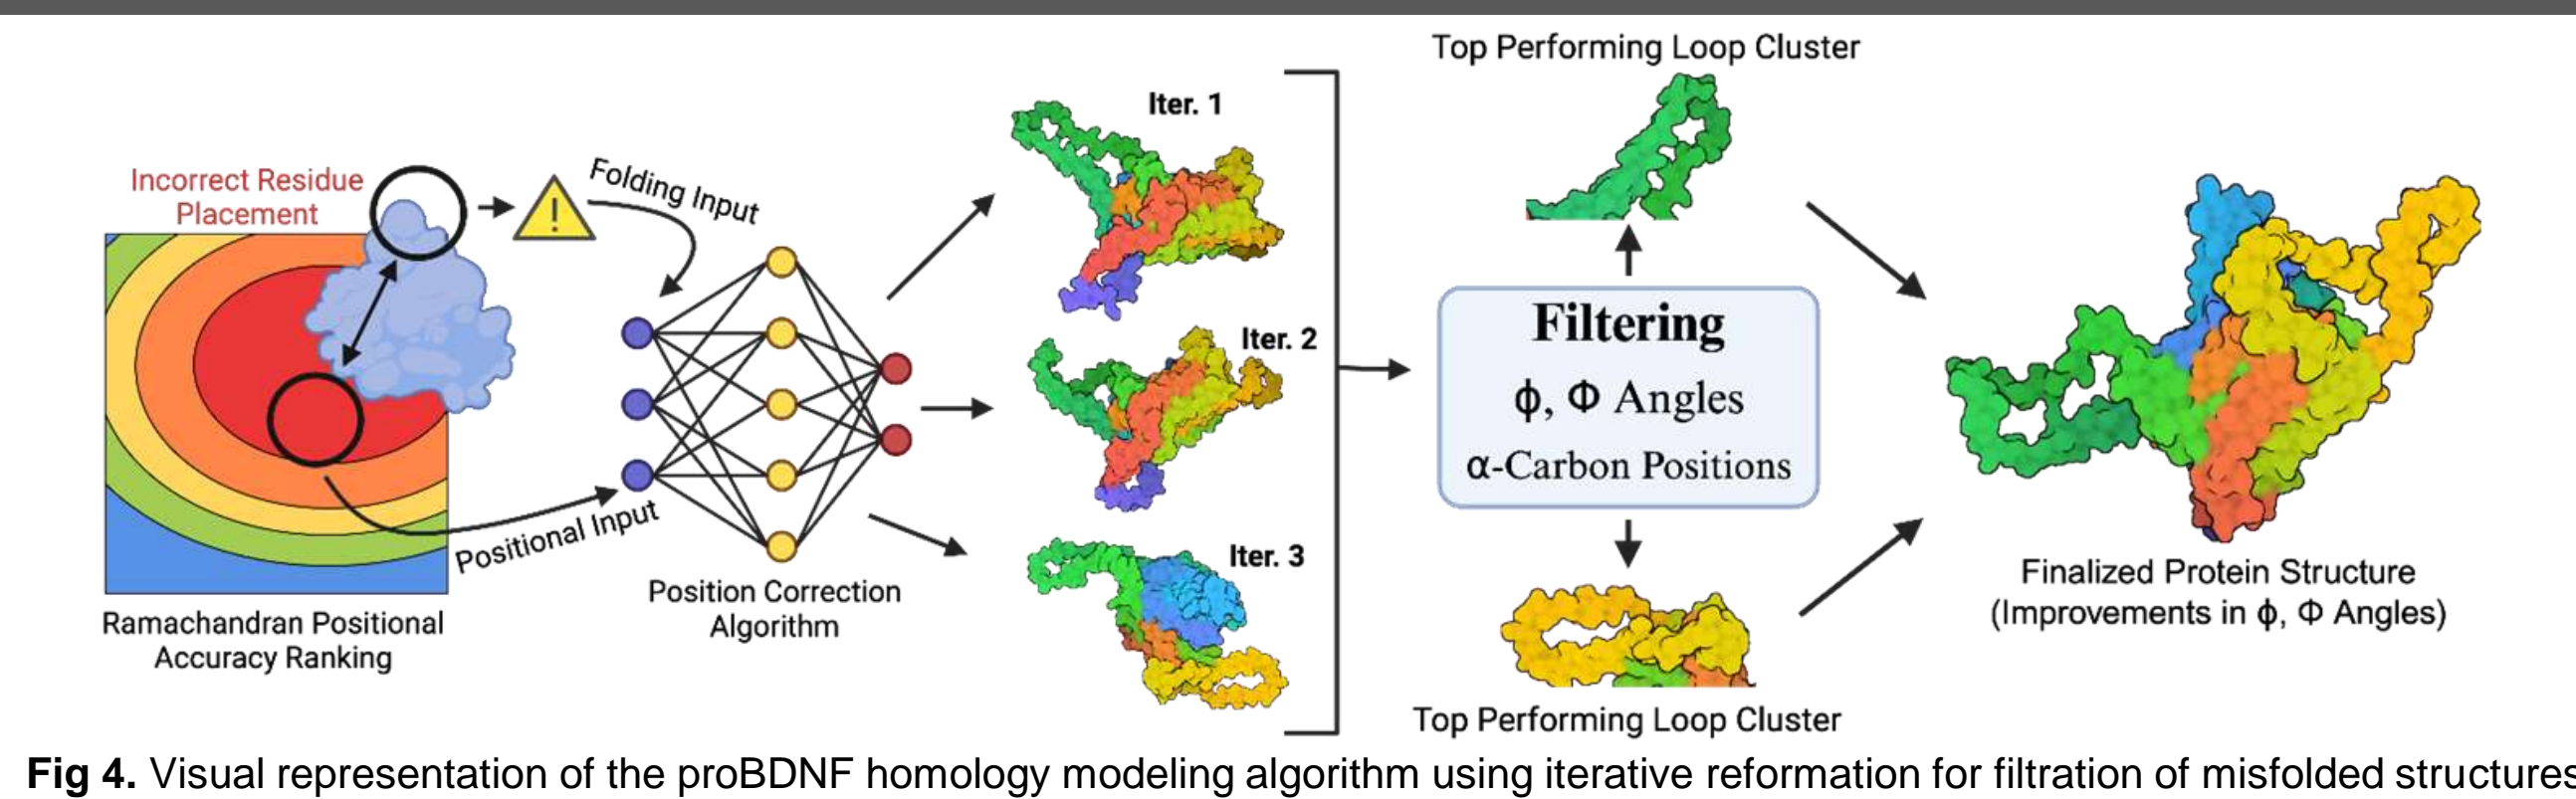 Incorrect Residue
Placement
Folding Input
Positional Input
Ramachandran Positional
Accuracy Ranking
Position Correction
Algorithm
Iter. 1
Iter. 2
Iter. 3
Top Performing Loop Cluster
Filtering
ϕ, Φ Angles
α-Carbon Positions
Top Performing Loop Cluster
Finalized Protein Structure
(Improvements in ϕ, Φ Angles)
Fig 4. Visual representation of the proBDNF homology modeling algorithm using iterative reformation for filtration of misfolded structures